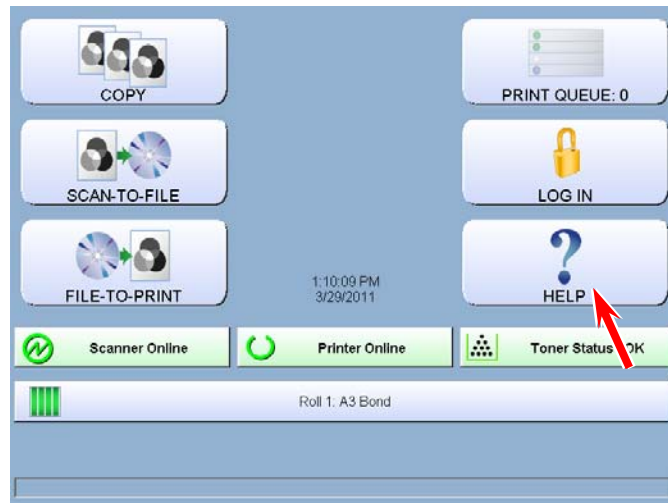 COPY
PRINT QUEUE: 0
SCAN-TO-FILE
LOG IN
FILE-TO-PRINT
1:10:09 PM
3/29/2011
HELP
Scanner Online
Printer Online
Toner Status: OK
Roll 1: A3 Bond